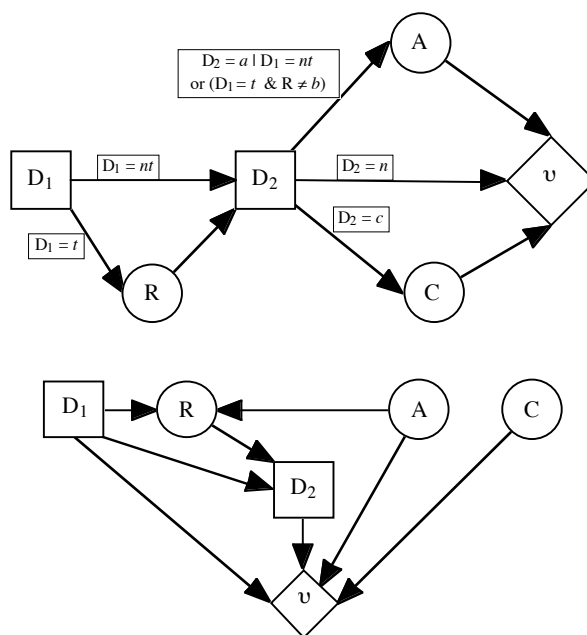 D₂ = a | D₁ = nt
or (D₁ = t & R ≠ b)
A
D₁
D₁ = nt
D₂
D₂ = n
υ
D₁ = t
D₂ = c
R
C
D₁
R
A
C
D₂
υ